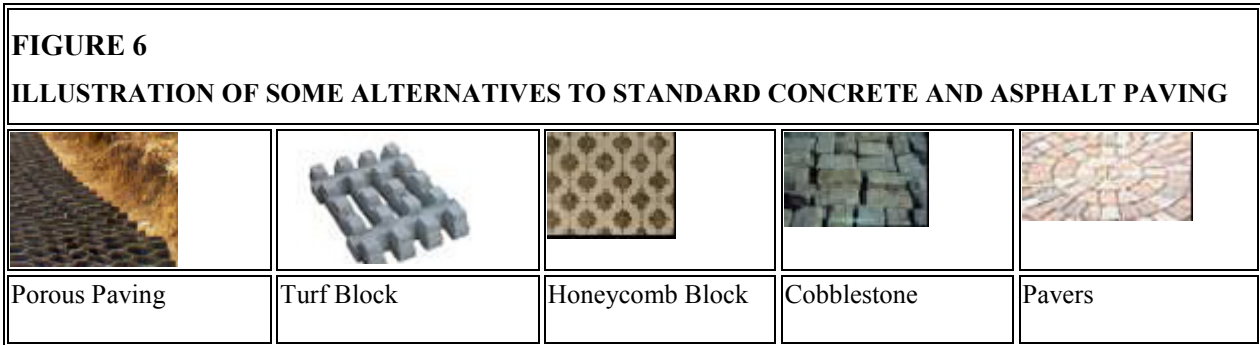 FIGURE 6
ILLUSTRATION OF SOME ALTERNATIVES TO STANDARD CONCRETE AND ASPHALT PAVING
Porous Paving
Turf Block
Honeycomb Block
Cobblestone
Pavers